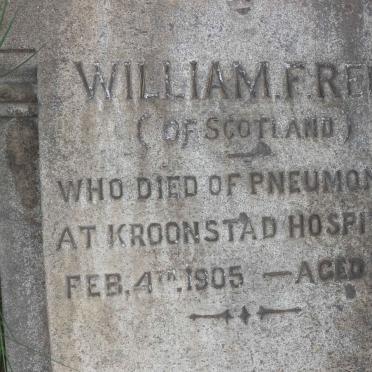 WILLIAM. F. RE
( OF SCOTLAND )
WHO DIED OF PNEUMON
AT KROONSTAD HOSPI
FEB. 4TH. 1905 — AGED